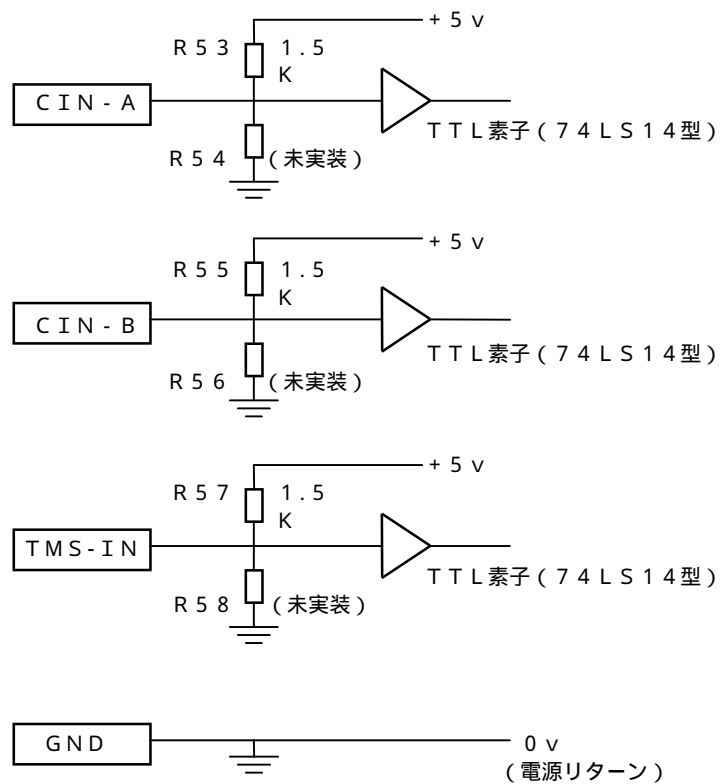 +5v
R53 1.5
K
CIN-A
TTL素子(74LS14型)
R54 (未実装)
+5v
R55 1.5
K
CIN-B
TTL素子(74LS14型)
R56 (未実装)
+5v
R57 1.5
K
TMS-IN
TTL素子(74LS14型)
R58 (未実装)
GND
0v
(電源リターン)